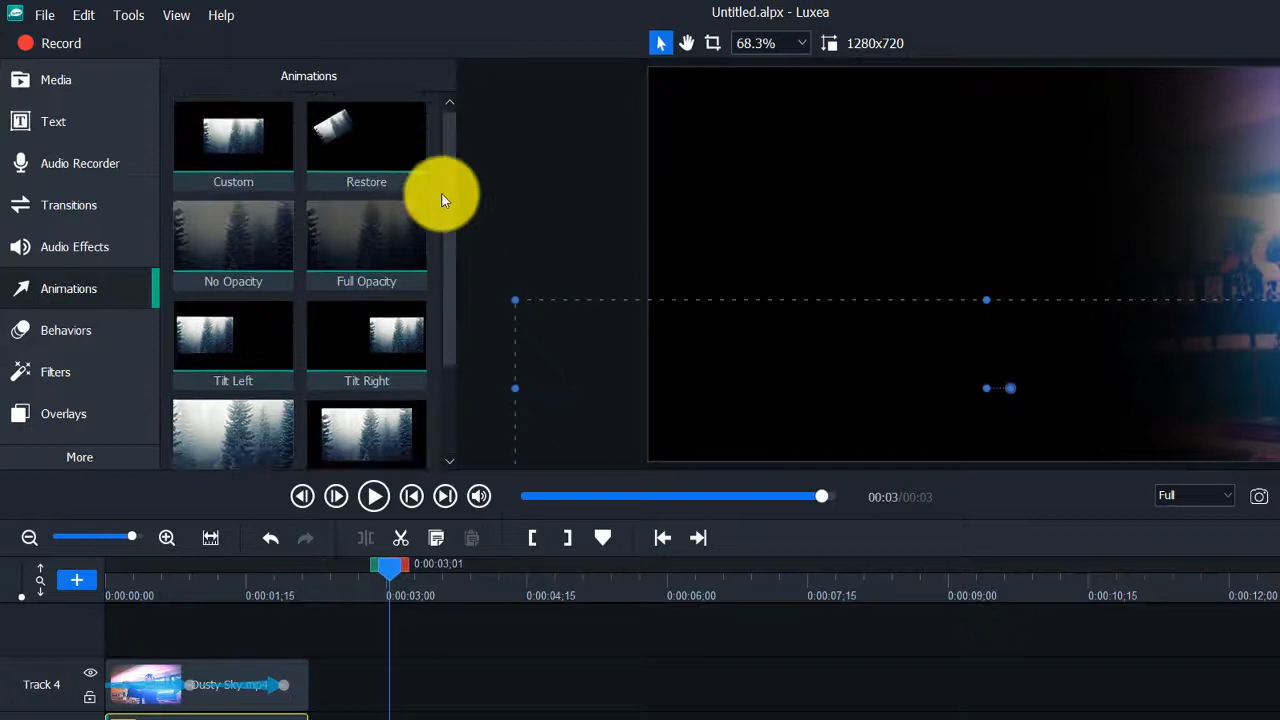 File Edit Tools View Help
Untitled.alpx - Luxea
Record
68.3%
1280x720
Media
Text
Audio Recorder
Transitions
Audio Effects
Animations
Behaviors
Filters
Overlays
More
Animations
Custom
Restore
No Opacity
Full Opacity
Tilt Left
Tilt Right
00:03/00:03
Full
0:00:03;01
0:00:00;00
0:00:01;15
0:00:03;00
0:00:04;15
0:00:06;00
0:00:07;15
0:00:09;00
0:00:10;15
0:00:12;00
Track 4
Dusty Sky.mp4